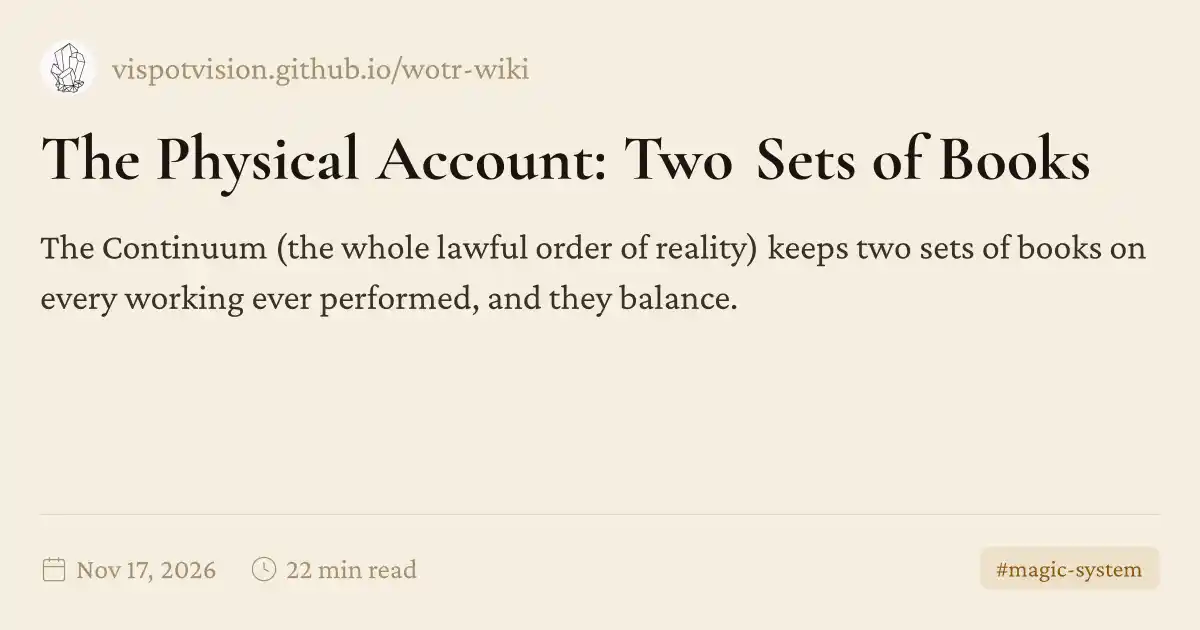 vispotvision.github.io/wotr-wiki
The Physical Account: Two Sets of Books
The Continuum (the whole lawful order of reality) keeps two sets of books on
every working ever performed, and they balance.
Nov 17, 2026
22 min read
#magic-system